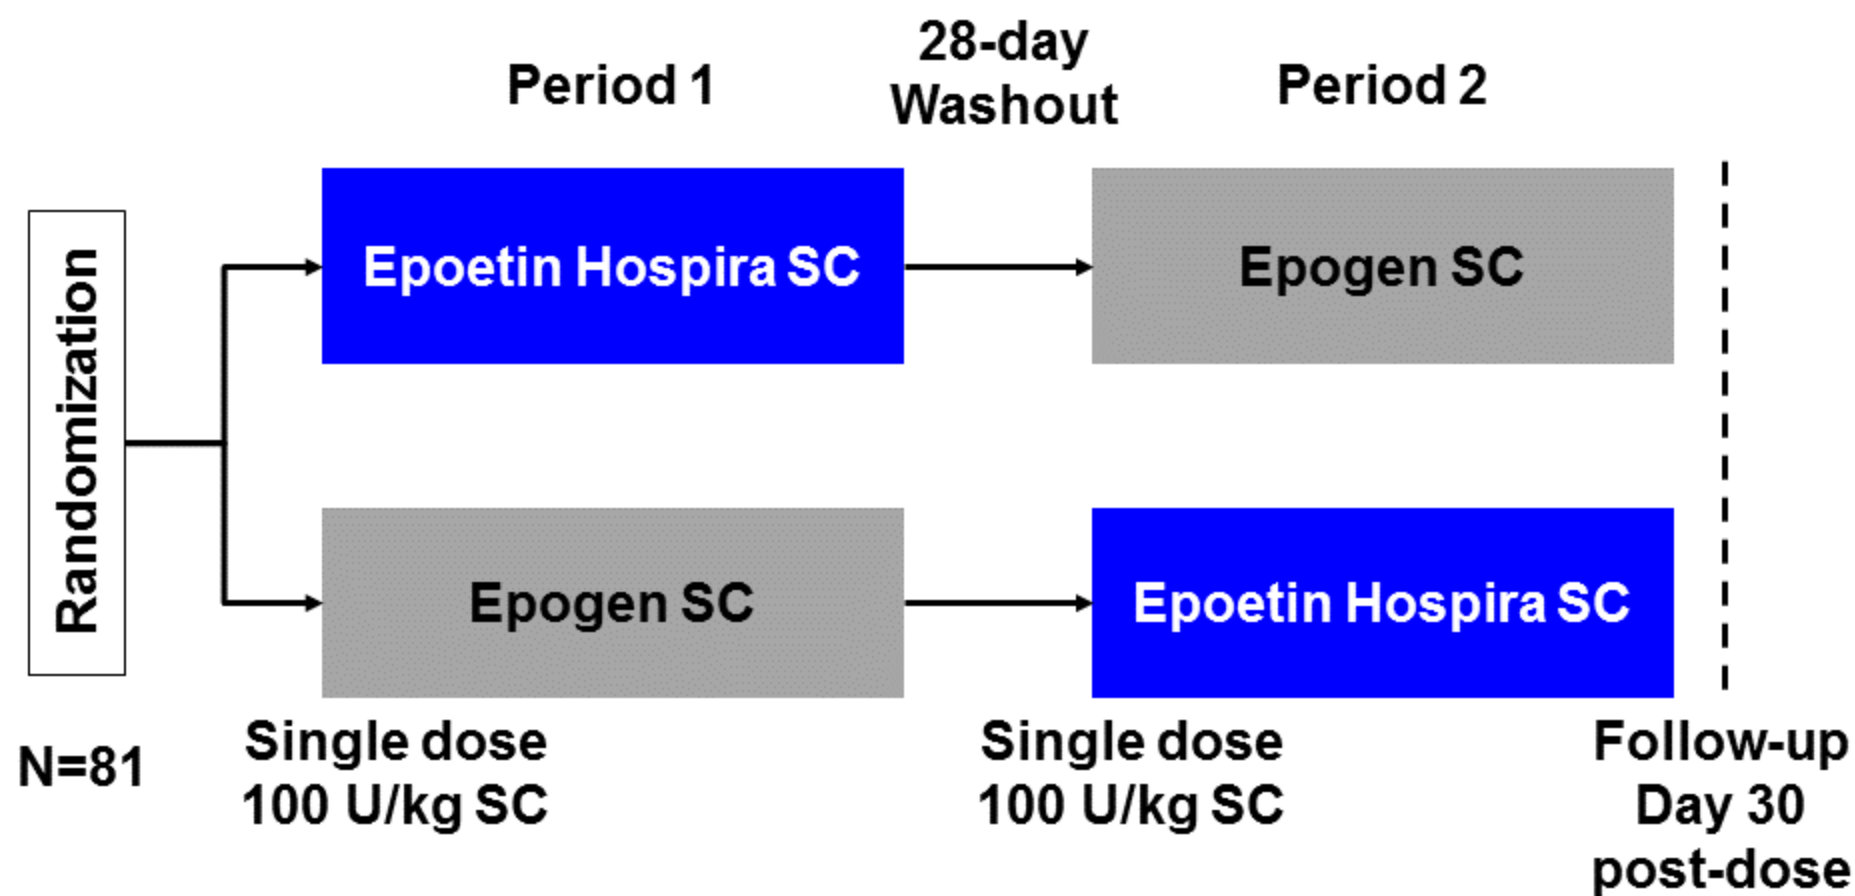 Period 1
28-day
Washout
Period 2
Randomization
Epoetin Hospira SC
Epogen SC
Epogen SC
Epoetin Hospira SC
N=81
Single dose
100 U/kg SC
Single dose
100 U/kg SC
Follow-up
Day 30
post-dose